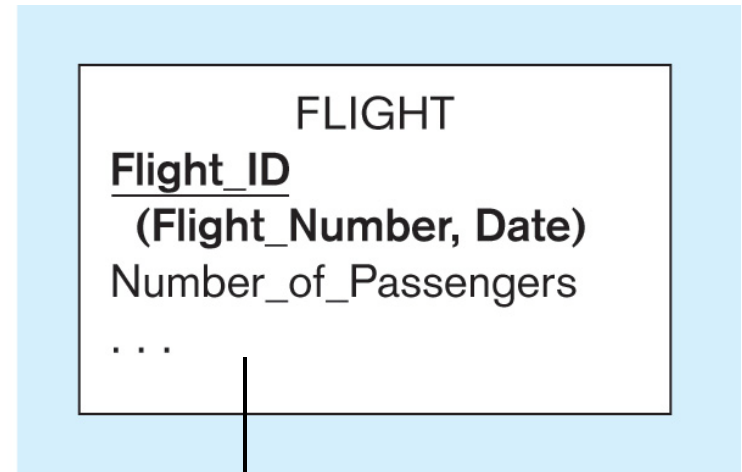 FLIGHT
Flight_ID
(Flight_Number, Date)
Number_of_Passengers
. . .